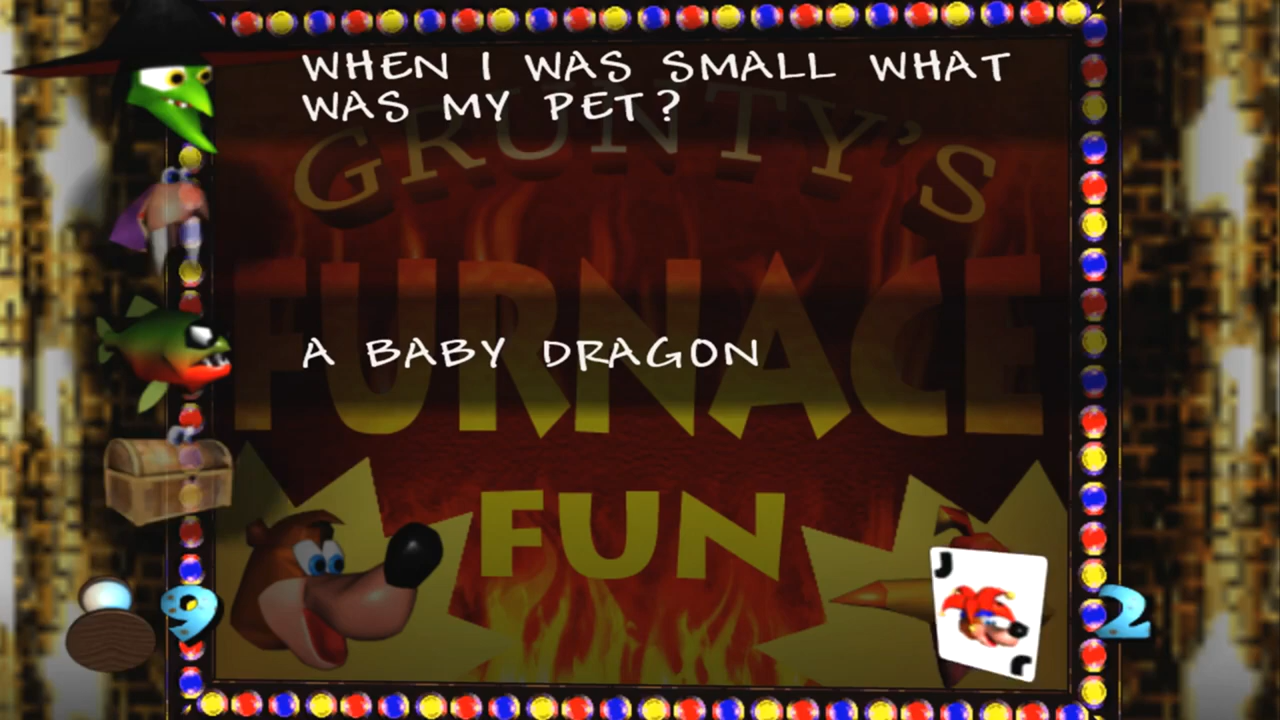 WHEN I WAS SMALL WHAT
WAS MY PET?
GRUNTY'S
FURNACE
A BABY DRAGON
FUN
J
J
9
2